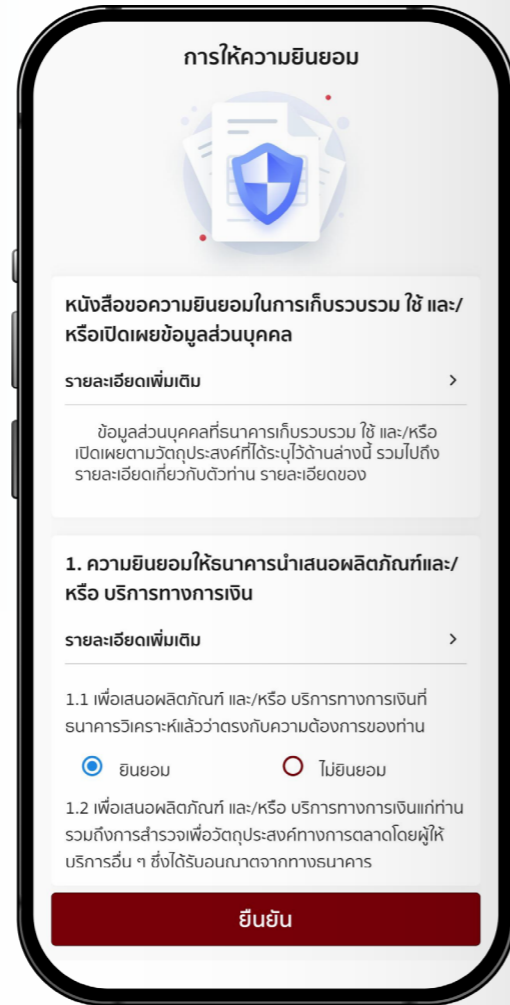 การให้ความยินยอม
หนังสือขอความยินยอมในการเก็บรวบรวม ใช้ และ/
หรือเปิดเผยข้อมูลส่วนบุคคล
รายละเอียดเพิ่มเติม
ข้อมูลส่วนบุคคลที่ธนาคารเก็บรวบรวม ใช้ และ/หรือ
เปิดเผยตามวัตถุประสงค์ที่ได้ระบุไว้ด้านล่างนี้ รวมไปถึง
รายละเอียดเกี่ยวกับตัวท่าน รายละเอียดของ
1. ความยินยอมให้ธนาคารนำเสนอผลิตภัณฑ์และ/
หรือ บริการทางการเงิน
รายละเอียดเพิ่มเติม
1.1 เพื่อเสนอผลิตภัณฑ์ และ/หรือ บริการทางการเงินที่
ธนาคารวิเคราะห์แล้วว่าตรงกับความต้องการของท่าน
ยินยอม ไม่ยินยอม
1.2 เพื่อเสนอผลิตภัณฑ์ และ/หรือ บริการทางการเงินแก่ท่าน
รวมถึงการสำรวจเพื่อวัตถุประสงค์ทางการตลาดโดยผู้ให้
บริการอื่น ๆ ซึ่งได้รับอนุญาตจากทางธนาคาร
ยืนยัน